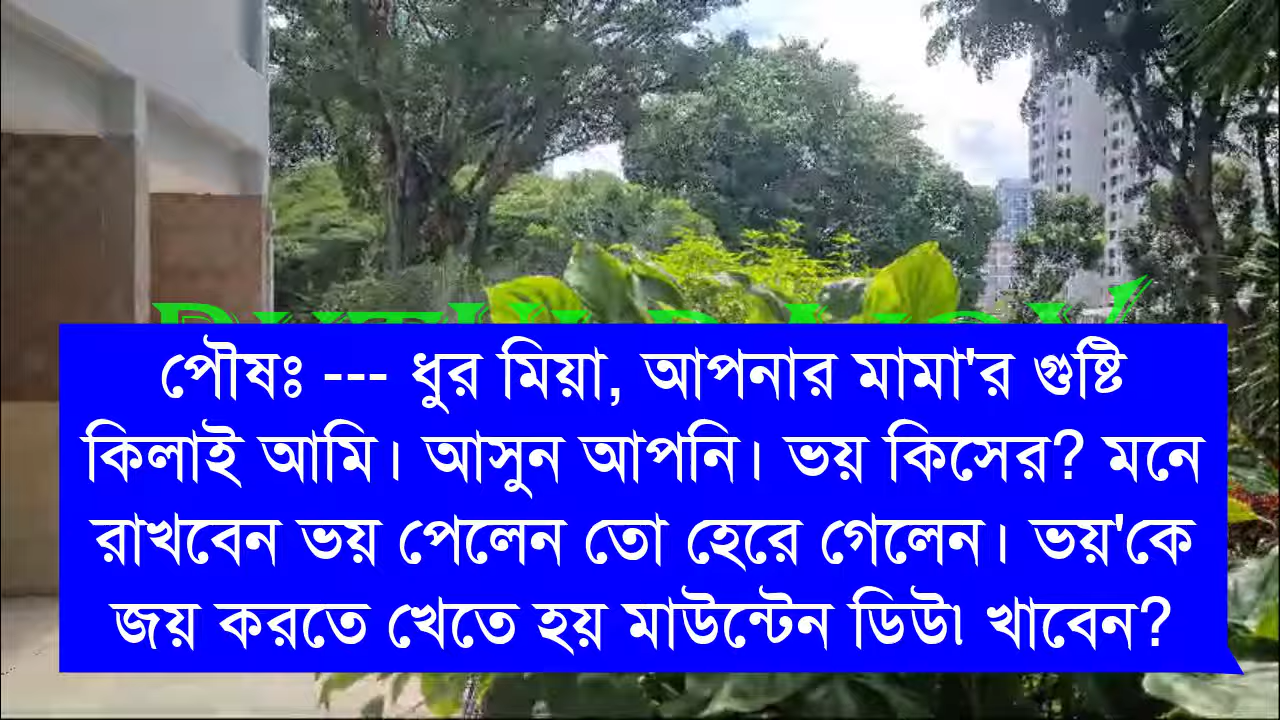 পৌষঃ --- ধুর মিয়া, আপনার মামা'র গুষ্টি
কিলাই আমি। আসুন আপনি। ভয় কিসের? মনে
রাখবেন ভয় পেলেন তো হেরে গেলেন। ভয়'কে
জয় করতে খেতে হয় মাউন্টেন ডিউ৷ খাবেন?